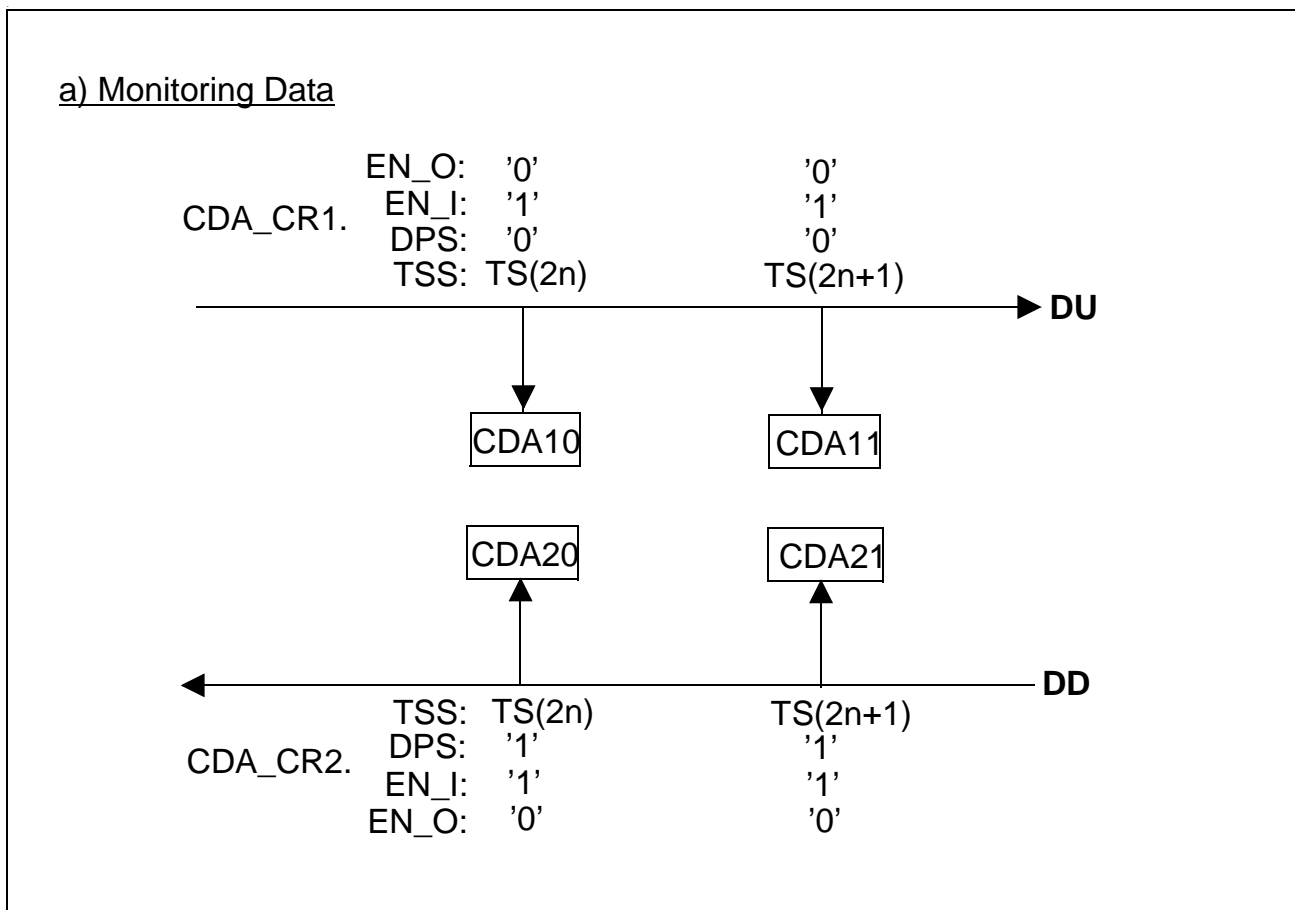 a) Monitoring Data
EN_O: '0' '0'
EN_I: '1' '1'
CDA_CR1.
DPS: '0' '0'
TSS: TS(2n) TS(2n+1)
DU
CDA10 CDA11
CDA20 CDA21
DD
TSS: TS(2n) TS(2n+1)
DPS: '1' '1'
CDA_CR2.
EN_I: '1' '1'
EN_O: '0' '0'